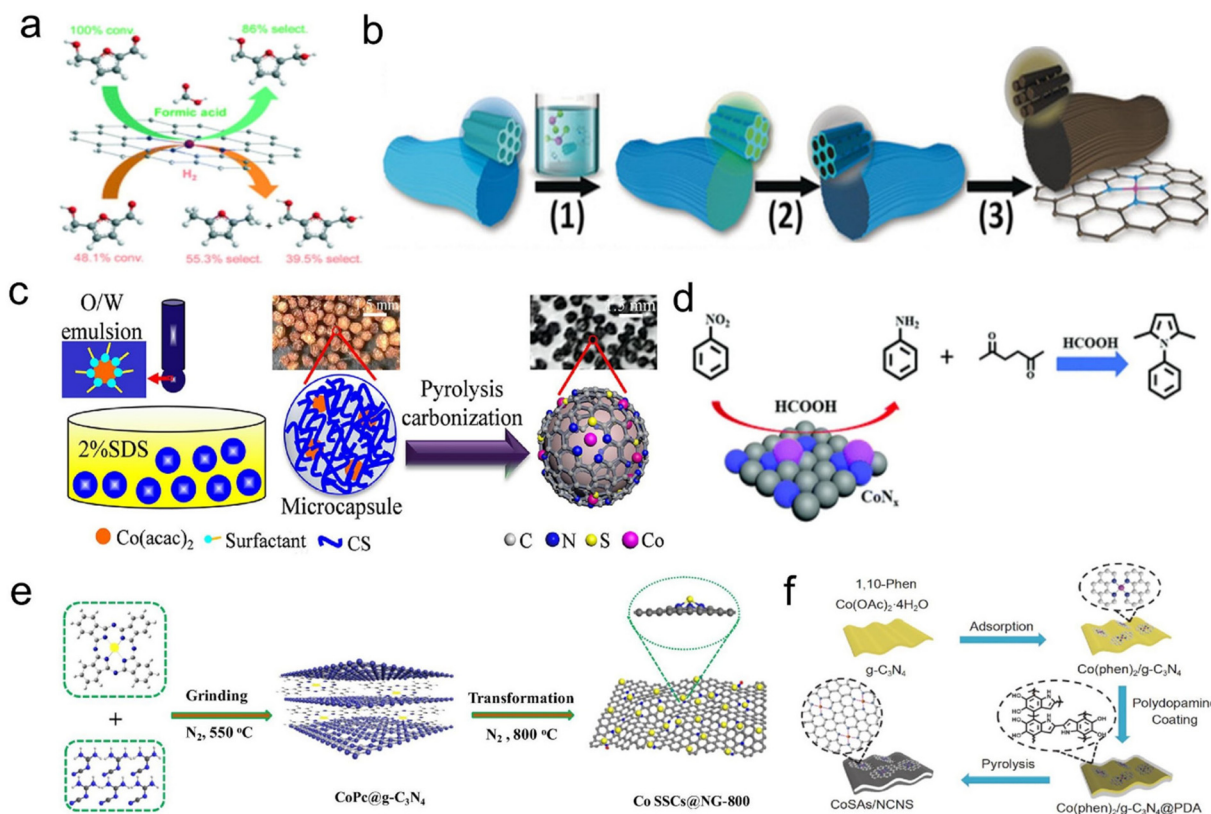 a
100% conv.
86% select.
Formic acid
H₂
48.1% conv.
55.3% select.
+
39.5% select.
b
(1)
(2)
(3)
c
O/W
emulsion
2%SDS
5 mm
Microcapsule
Pyrolysis
carbonization
5 mm
Co(acac)₂
Surfactant
CS
C
N
S
Co
d
NO₂
HCOOH
CoNₓ
NH₂
+
O
O
HCOOH
N
e
+
Grinding
N₂, 550 °C
CoPc@g-C₃N₄
Transformation
N₂ , 800 °C
Co SSCs@NG-800
f
1,10-Phen
Co(OAc)₂·4H₂O
g-C₃N₄
Adsorption
Co(phen)₂/g-C₃N₄
Polydopamine
Coating
Co(phen)₂/g-C₃N₄@PDA
Pyrolysis
CoSAs/NCNS